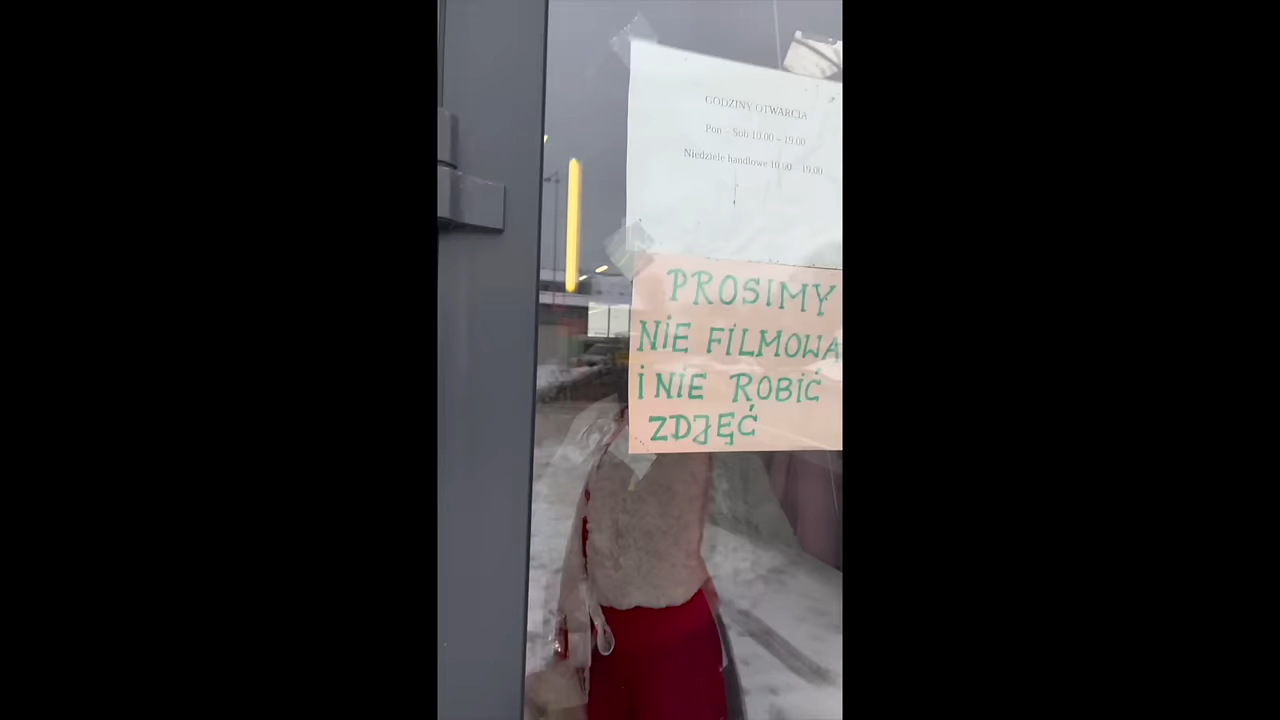 GODZINY OTWARCIA
Pon – Sob 10.00 – 19.00
Niedziele handlowe 10.00 – 19.00
PROSIMY
NIE FILMOWA
I NIE ROBIĆ
ZDJĘĆ